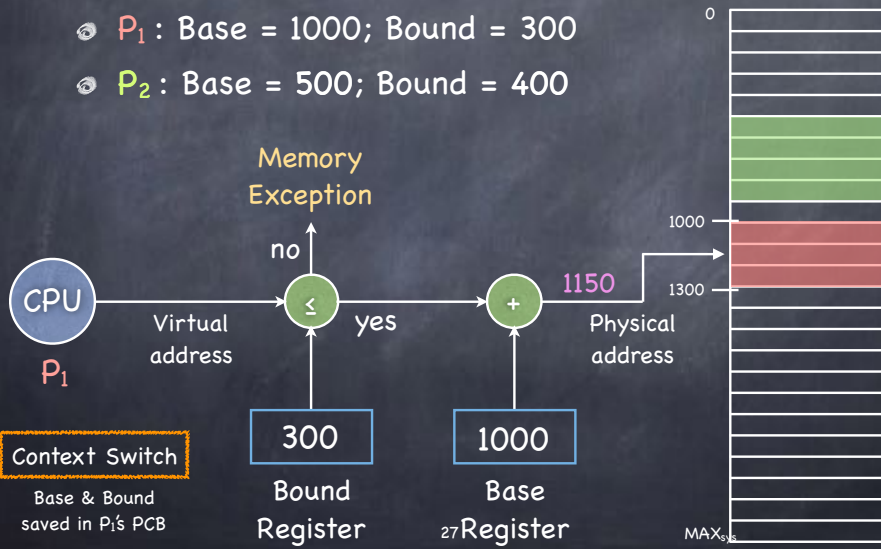 P₁ : Base = 1000; Bound = 300
P₂ : Base = 500; Bound = 400
0
Memory
Exception
no
1000
CPU
≤
+
1150
1300
Virtual
address
yes
Physical
address
P₁
300
1000
Context Switch
Base & Bound
saved in P₁'s PCB
Bound
Register
Base
27 Register
MAXsys